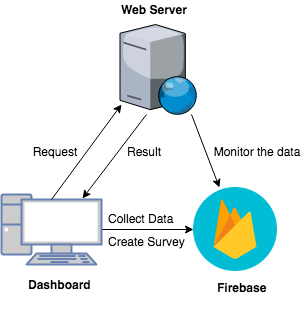 Web Server
Request
Result
Monitor the data
Collect Data
Create Survey
Dashboard
Firebase